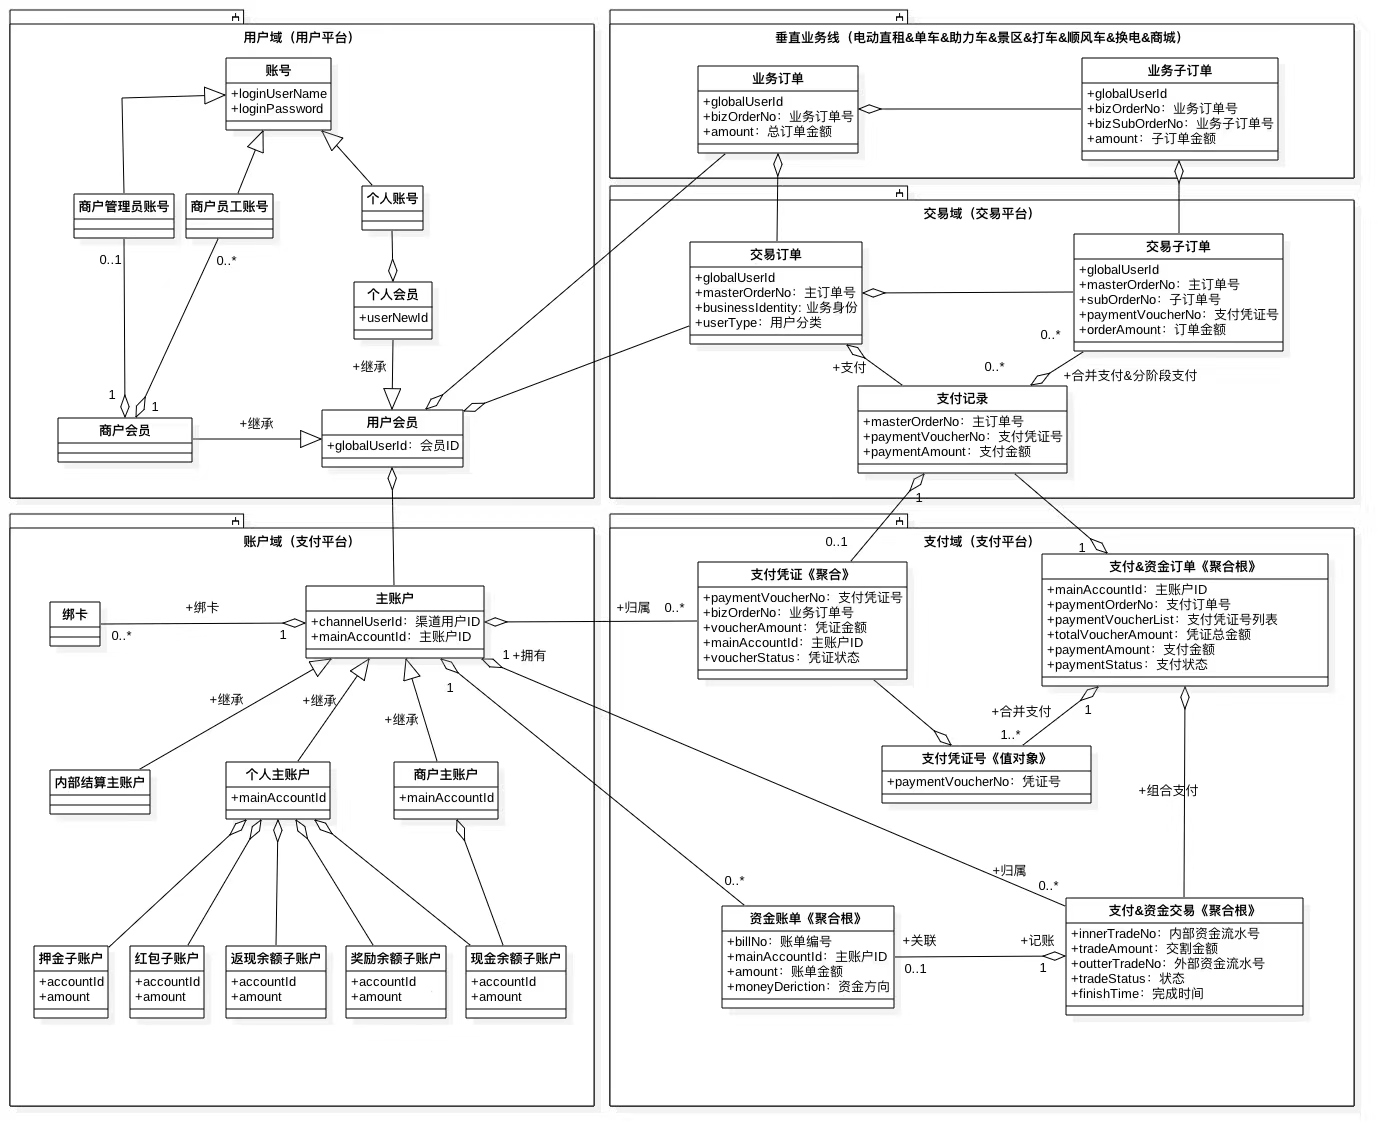 用户域（用户平台）
账号
+loginUserName
+loginPassword
商户管理员账号
商户员工账号
个人账号
0..1
0..*
个人会员
+userNewId
+继承
1
1
商户会员
+继承
用户会员
+globalUserId：会员ID
垂直业务线（电动直租&单车&助力车&景区&打车&顺风车&换电&商城）
业务订单
+globalUserId
+bizOrderNo：业务订单号
+amount：总订单金额
业务子订单
+globalUserId
+bizOrderNo：业务订单号
+bizSubOrderNo：业务子订单号
+amount：子订单金额
交易域（交易平台）
交易订单
+globalUserId
+masterOrderNo：主订单号
+businessIdentity: 业务身份
+userType：用户分类
交易子订单
+globalUserId
+masterOrderNo：主订单号
+subOrderNo：子订单号
+paymentVoucherNo：支付凭证号
+orderAmount：订单金额
0..*
+支付
0..*
+合并支付&分阶段支付
支付记录
+masterOrderNo：主订单号
+paymentVoucherNo：支付凭证号
+paymentAmount：支付金额
1
账户域（支付平台）
主账户
+channelUserId：渠道用户ID
+mainAccountId：主账户ID
绑卡
+绑卡
0..*
1
+归属
0..*
1
+拥有
1
+继承
+继承
+继承
内部结算主账户
个人主账户
+mainAccountId
商户主账户
+mainAccountId
押金子账户
+accountId
+amount
红包子账户
+accountId
+amount
返现余额子账户
+accountId
+amount
奖励余额子账户
+accountId
+amount
现金余额子账户
+accountId
+amount
支付域（支付平台）
0..1
1
支付凭证《聚合》
+paymentVoucherNo：支付凭证号
+bizOrderNo：业务订单号
+voucherAmount：凭证金额
+mainAccountId：主账户ID
+voucherStatus：凭证状态
支付&资金订单《聚合根》
+mainAccountId：主账户ID
+paymentOrderNo：支付订单号
+paymentVoucherList：支付凭证号列表
+totalVoucherAmount：凭证总金额
+paymentAmount：支付金额
+paymentStatus：支付状态
+合并支付
1
1..*
支付凭证号《值对象》
+paymentVoucherNo：凭证号
+组合支付
+归属
0..*
0..*
资金账单《聚合根》
+billNo：账单编号
+mainAccountId：主账户ID
+amount：账单金额
+moneyDeriction：资金方向
+关联
0..1
+记账
1
支付&资金交易《聚合根》
+innerTradeNo：内部资金流水号
+tradeAmount：交割金额
+outterTradeNo：外部资金流水号
+tradeStatus：状态
+finishTime：完成时间